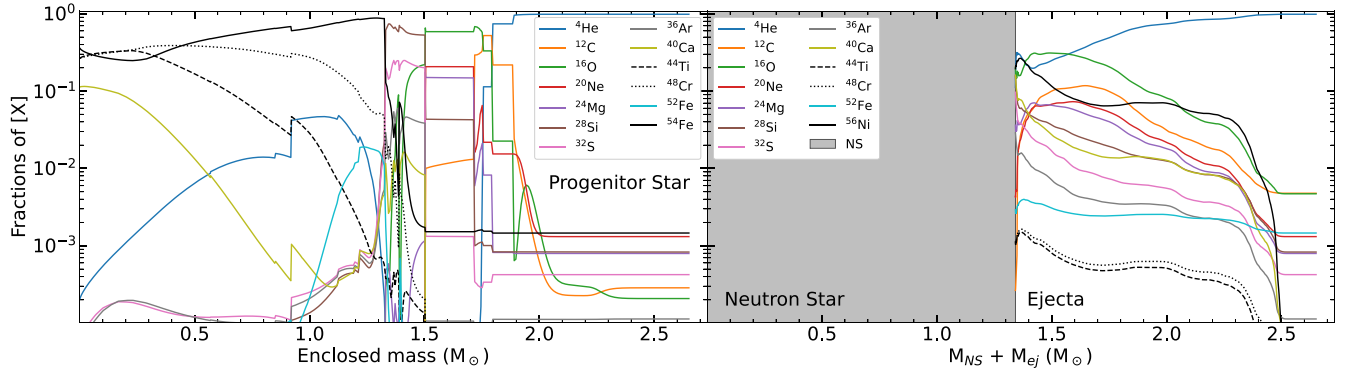 Fractions of [X]
10⁰
10⁻¹
10⁻²
10⁻³
⁴He
¹²C
¹⁶O
²⁰Ne
²⁴Mg
²⁸Si
³²S
³⁶Ar
⁴⁰Ca
⁴⁴Ti
⁴⁸Cr
⁵²Fe
⁵⁴Fe
Progenitor Star
0.5 1.0 1.5 2.0 2.5
Enclosed mass (M⊙)
⁴He
¹²C
¹⁶O
²⁰Ne
²⁴Mg
²⁸Si
³²S
³⁶Ar
⁴⁰Ca
⁴⁴Ti
⁴⁸Cr
⁵²Fe
⁵⁶Ni
NS
Neutron Star
Ejecta
0.5 1.0 1.5 2.0 2.5
M_NS + M_ej (M⊙)